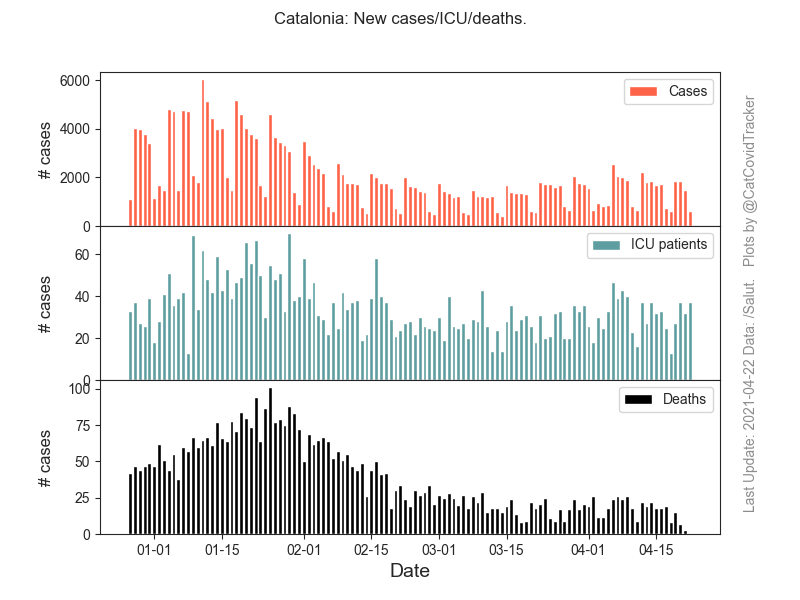 Catalonia: New cases/ICU/deaths.
6000
4000
2000
0
# cases
Cases
60
40
20
0
# cases
ICU patients
100
75
50
25
0
# cases
Deaths
01-01 01-15 02-01 02-15 03-01 03-15 04-01 04-15
Date
Last Update: 2021-04-22 Data: /Salut. Plots by @CatCovidTracker